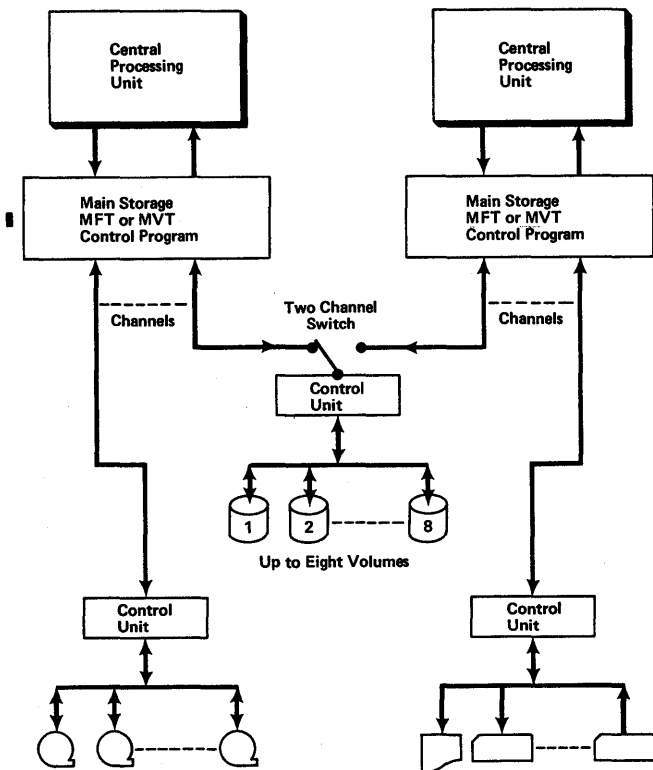 Central
Processing
Unit
Central
Processing
Unit
Main Storage
MFT or MVT
Control Program
Main Storage
MFT or MVT
Control Program
Channels
Two Channel
Switch
Channels
Control
Unit
1
2
8
Up to Eight Volumes
Control
Unit
Control
Unit